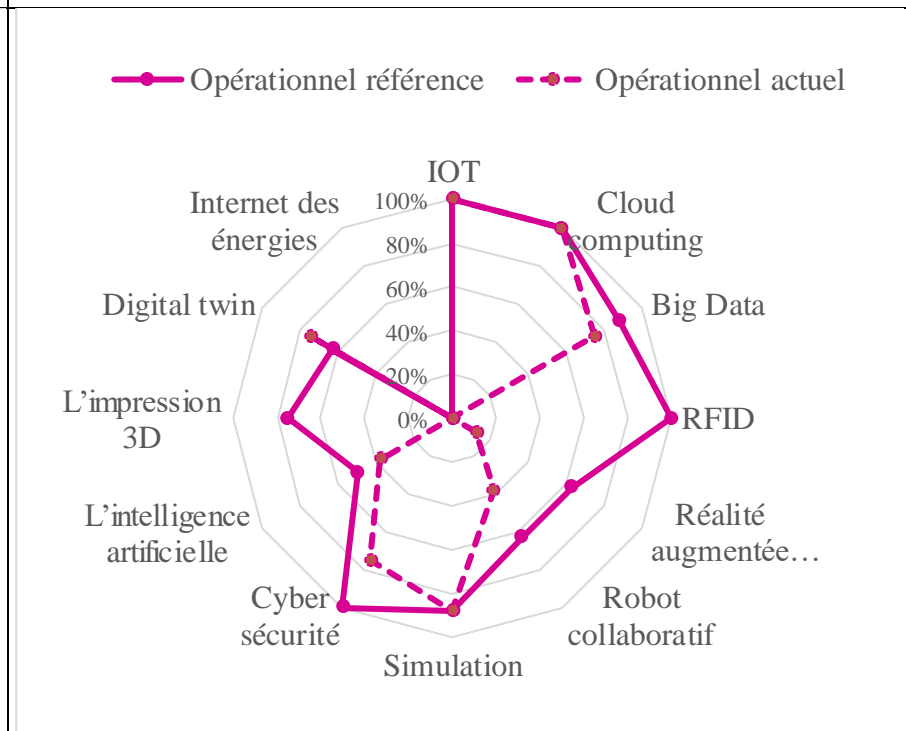 Opérationnel référence
Opérationnel actuel
IOT
Cloud
computing
Big Data
RFID
Réalité
augmentée…
Robot
collaboratif
Simulation
Cyber
sécurité
L'intelligence
artificielle
L'impression
3D
Digital twin
Internet des
énergies
100%
80%
60%
40%
20%
0%